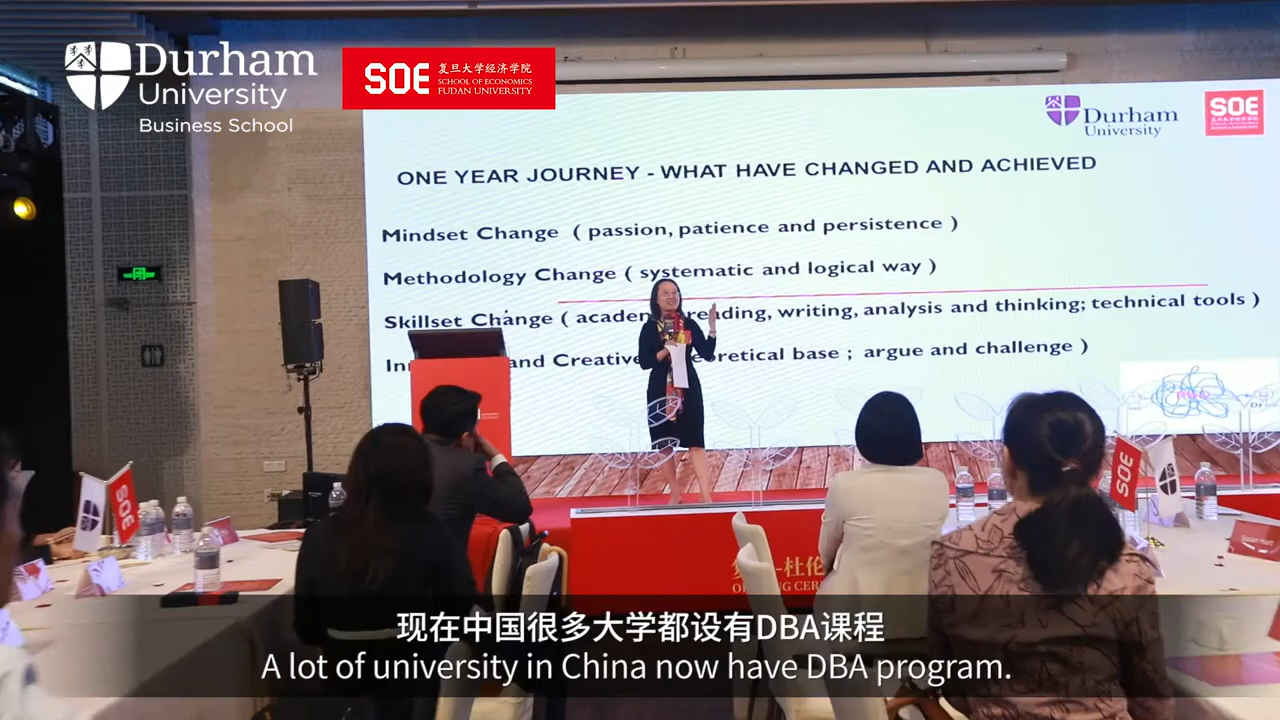 Durham
University
Business School
SOE 复旦大学经济学院
SCHOOL OF ECONOMICS
FUDAN UNIVERSITY
Durham
University
SOE
ONE YEAR JOURNEY - WHAT HAVE CHANGED AND ACHIEVED
Mindset Change ( passion, patience and persistence )
Methodology Change ( systematic and logical way )
Skillset Change ( reading, writing, analysis and thinking; technical tools )
and base ; argue and challenge )
SOE
SOE
现在中国很多大学都设有DBA课程
A lot of university in China now have DBA program.